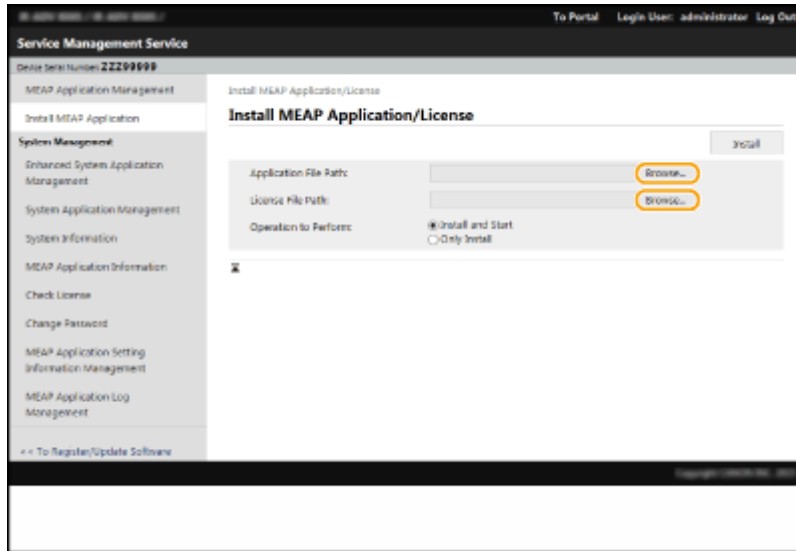 To Portal Login User: administrator Log Out
Service Management Service
Device Serial Number: ZZZ99999
MEAP Application Management
Install MEAP Application
System Management
Enhanced System Application
Management
System Application Management
System Information
MEAP Application Information
Check License
Change Password
MEAP Application Setting
Information Management
MEAP Application Log
Management
<< To Register/Update Software
Install MEAP Application/License
Install MEAP Application/License
Install
Application File Path:
Browse...
License File Path:
Browse...
Operation to Perform:
Install and Start
Only Install
Copyright CANON INC.